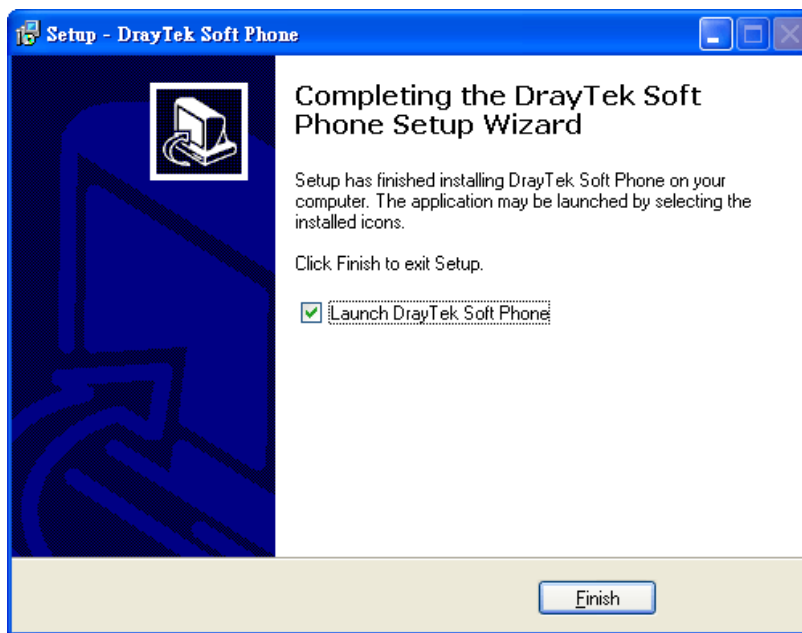 Setup - DrayTek Soft Phone
Completing the DrayTek Soft
Phone Setup Wizard
Setup has finished installing DrayTek Soft Phone on your
computer. The application may be launched by selecting the
installed icons.
Click Finish to exit Setup.
Launch DrayTek Soft Phone
Finish